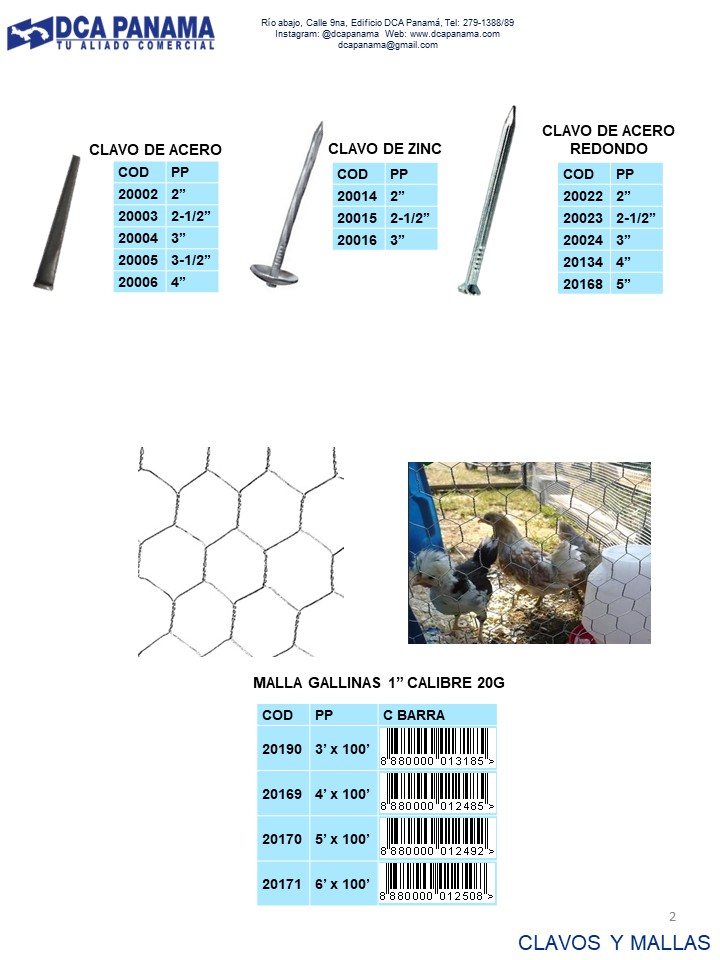 DCA PANAMA
TU ALIADO COMERCIAL
Río abajo, Calle 9na, Edificio DCA Panamá, Tel: 279-1388/89
Instagram: @dcapanama Web: www.dcapanama.com
dcapanama@gmail.com
CLAVO DE ACERO
COD PP
20002 2”
20003 2-1/2”
20004 3”
20005 3-1/2”
20006 4”
CLAVO DE ZINC
COD PP
20014 2”
20015 2-1/2”
20016 3”
CLAVO DE ACERO
REDONDO
COD PP
20022 2”
20023 2-1/2”
20024 3”
20134 4”
20168 5”
MALLA GALLINAS 1” CALIBRE 20G
COD PP C BARRA
20190 3’ x 100’ 8 880000 013185 >
20169 4’ x 100’ 8 880000 012485 >
20170 5’ x 100’ 8 880000 012492 >
20171 6’ x 100’ 8 880000 012508 >
2
CLAVOS Y MALLAS